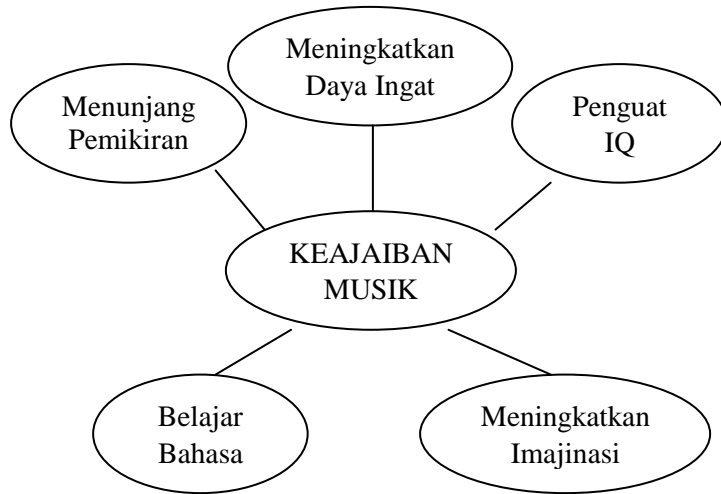 Meningkatkan
Daya Ingat
Menunjang
Pemikiran
Penguat
IQ
KEAJAIBAN
MUSIK
Belajar
Bahasa
Meningkatkan
Imajinasi